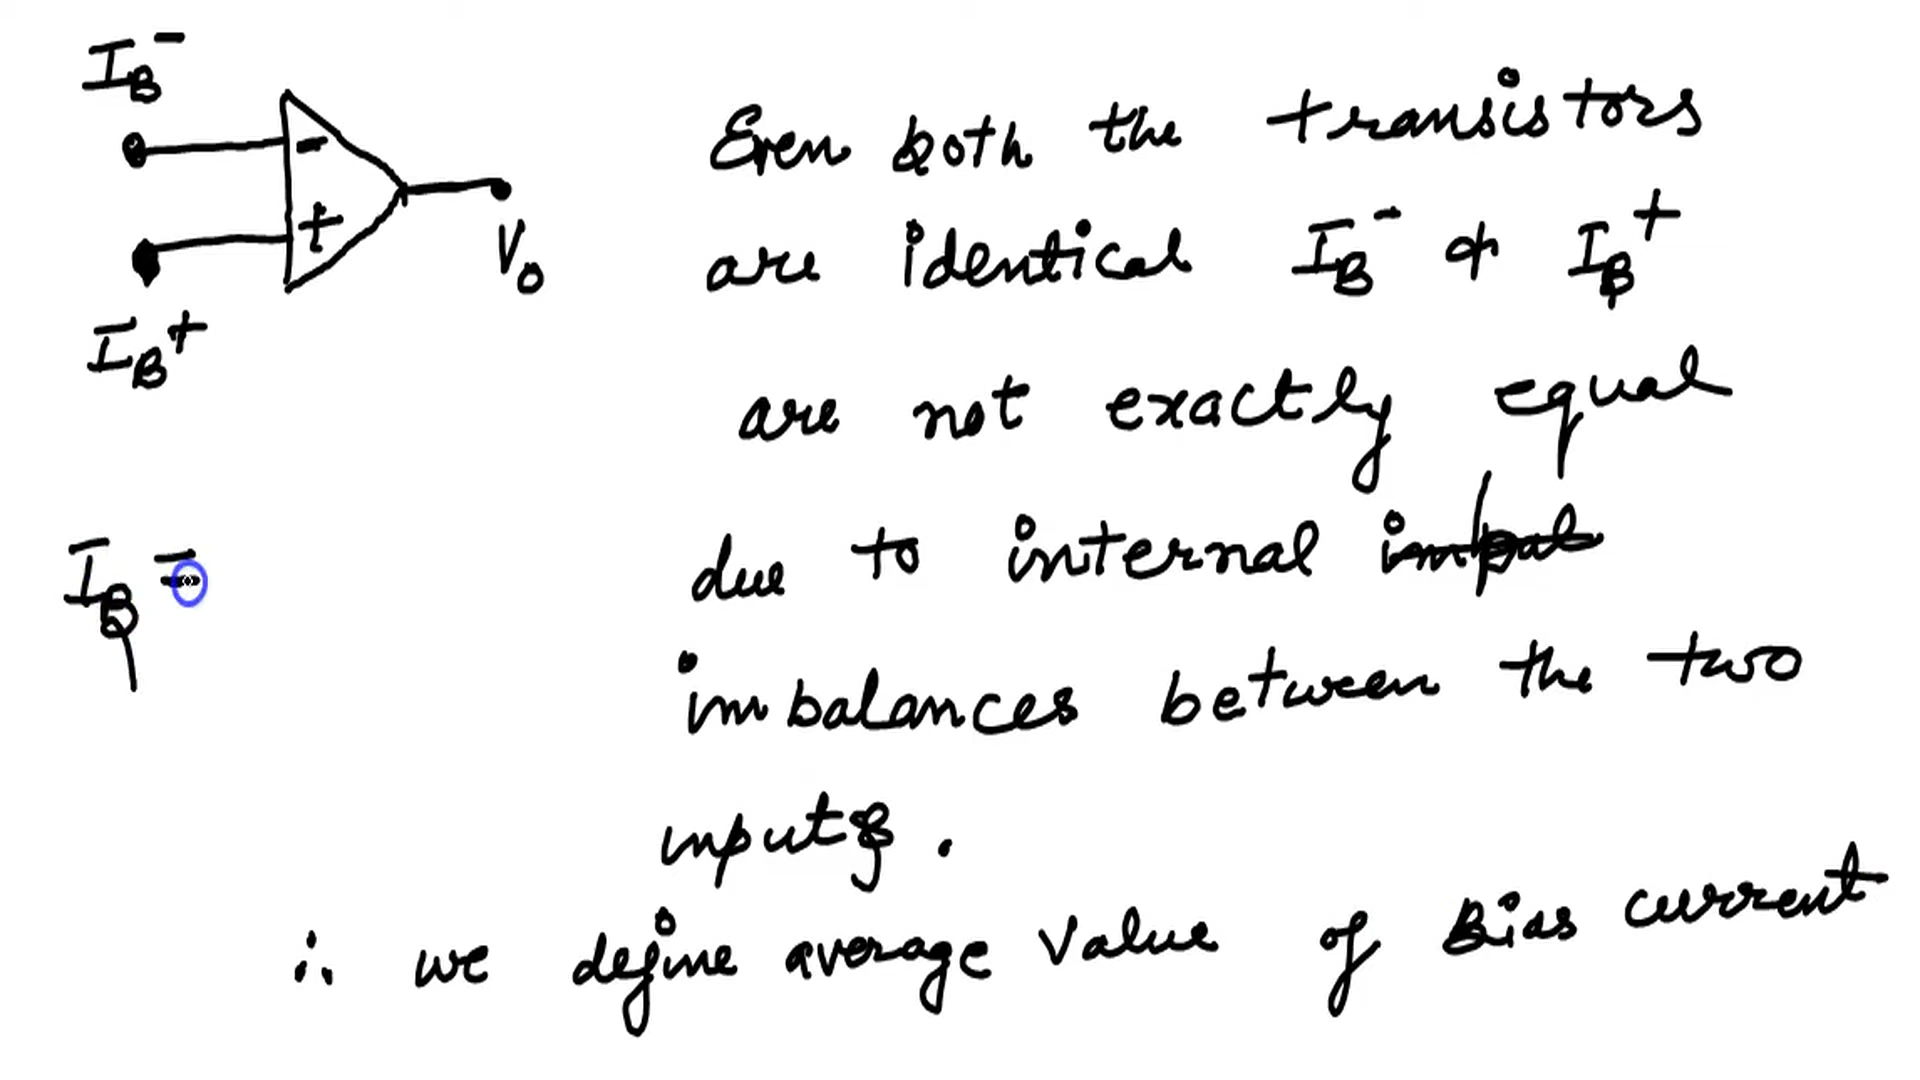 I_B^-
-
+
V_0
I_B^+
I_B =
Even both the transistors
are identical I_B^- & I_B^+
are not exactly equal
due to internal
imbalances between the two
inputs.
∴ we define average value of Bias current